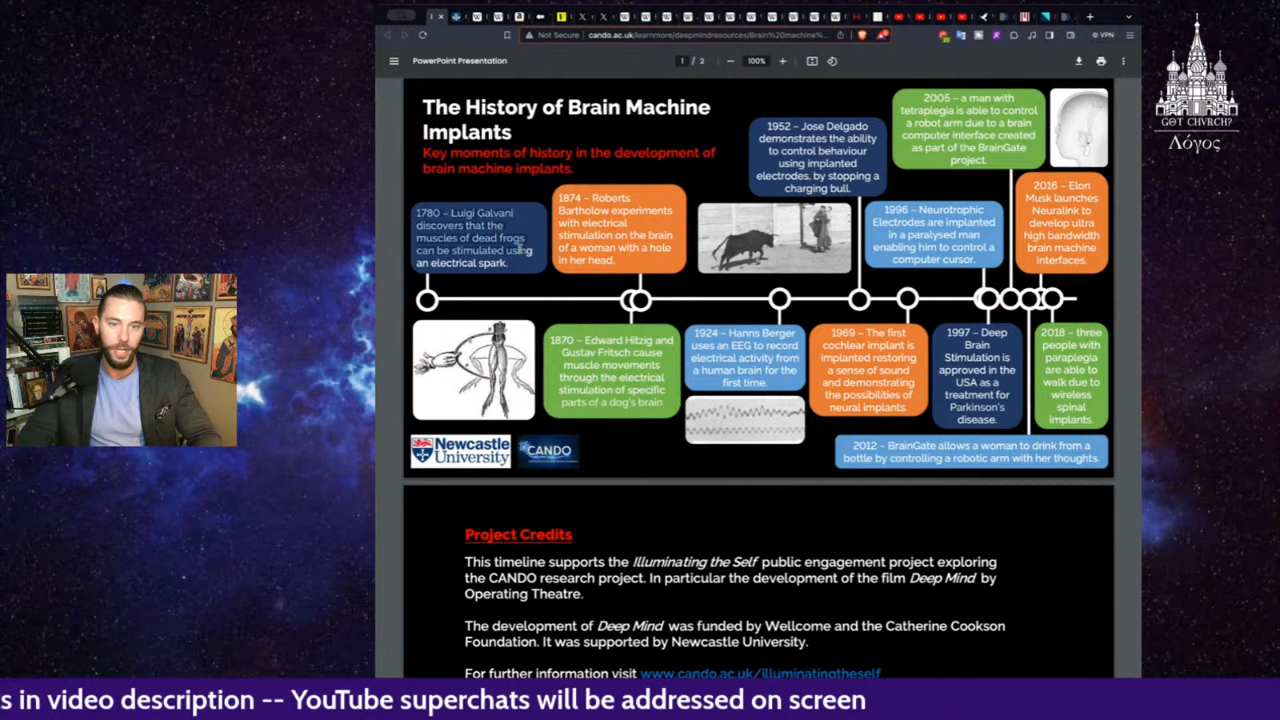 Not Secure cando.ac.uk/learnmore/deepmindresources/Brain%20machine%...
VPN
PowerPoint Presentation
1 / 2
100%
The History of Brain Machine
Implants
Key moments of history in the development of
brain machine implants.
1780 – Luigi Galvani
discovers that the
muscles of dead frogs
can be stimulated using
an electrical spark.
1874 – Roberts
Bartholow experiments
with electrical
stimulation on the brain
of a woman with a hole
in her head.
1952 – Jose Delgado
demonstrates the ability
to control behaviour
using implanted
electrodes, by stopping a
charging bull.
2005 – a man with
tetraplegia is able to control
a robot arm due to a brain
computer interface created
as part of the BrainGate
project.
1996 – Neurotrophic
Electrodes are implanted
in a paralysed man
enabling him to control a
computer cursor.
2016 – Elon
Musk launches
Neuralink to
develop ultra
high bandwidth
brain machine
interfaces.
1870 – Edward Hitzig and
Gustav Fritsch cause
muscle movements
through the electrical
stimulation of specific
parts of a dog's brain
1924 – Hanns Berger
uses an EEG to record
electrical activity from
a human brain for the
first time.
1969 – The first
cochlear implant is
implanted restoring
a sense of sound
and demonstrating
the possibilities of
neural implants.
1997 – Deep
Brain
Stimulation is
approved in the
USA as a
treatment for
Parkinson's
disease.
2018 – three
people with
paraplegia are
able to
walk due to
wireless
spinal
implants.
2012 – BrainGate allows a woman to drink from a
bottle by controlling a robotic arm with her thoughts.
Newcastle
University
CANDO
Project Credits
This timeline supports the Illuminating the Self public engagement project exploring
the CANDO research project. In particular the development of the film Deep Mind by
Operating Theatre.
The development of Deep Mind was funded by Wellcome and the Catherine Cookson
Foundation. It was supported by Newcastle University.
For further information visit www.cando.ac.uk/illuminatingtheself
GOT CHVRCH?
Λόγος
s in video description -- YouTube superchats will be addressed on screen